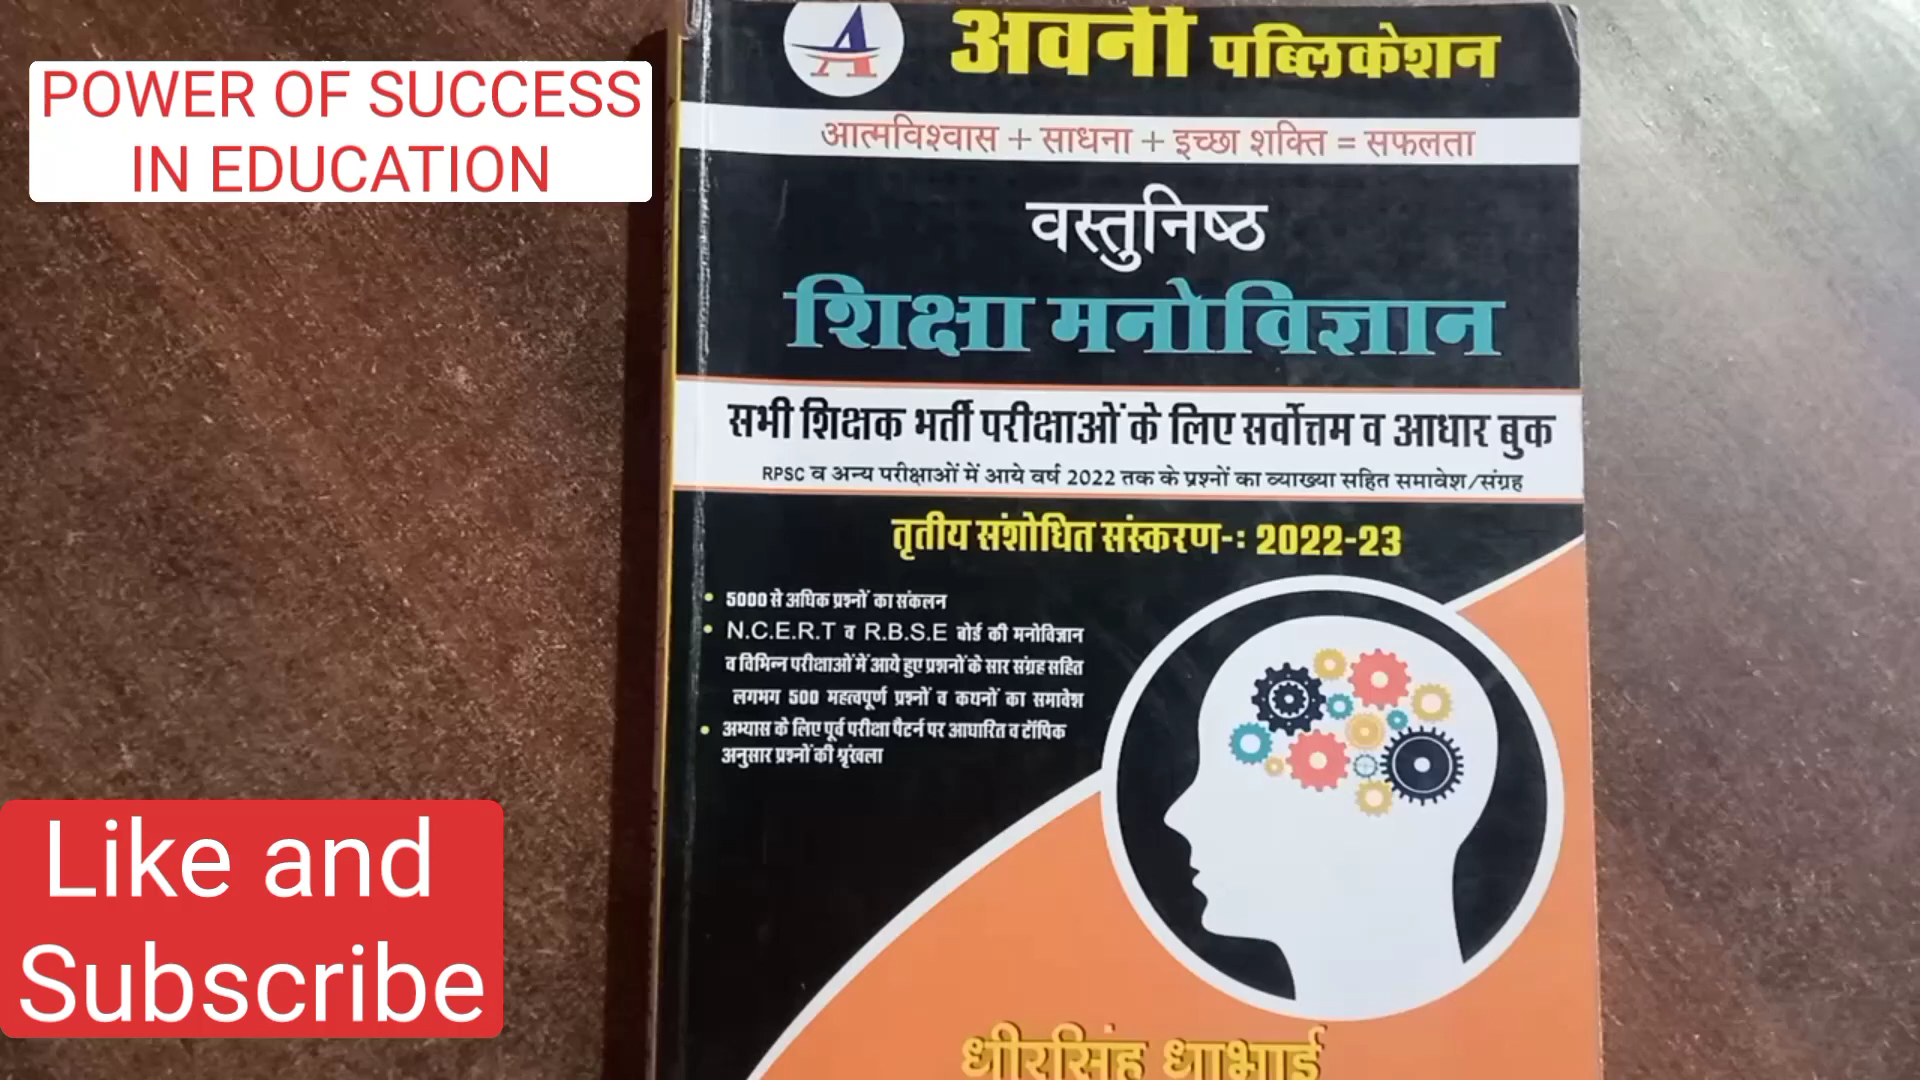 POWER OF SUCCESS
IN EDUCATION
अवनी पब्लिकेशन
आत्मविश्वास + साधना + इच्छा शक्ति = सफलता
वस्तुनिष्ठ
शिक्षा मनोविज्ञान
सभी शिक्षक भर्ती परीक्षाओं के लिए सर्वोत्तम व आधार बुक
RPSC व अन्य परीक्षाओं में आये वर्ष 2022 तक के प्रश्नों का व्याख्या सहित समावेश/संग्रह
तृतीय संशोधित संस्करण-: 2022-23
• 5000 से अधिक प्रश्नों का संकलन
• N.C.E.R.T व R.B.S.E बोर्ड की मनोविज्ञान
व विभिन्न परीक्षाओं में आये हुए प्रशनों के सार संग्रह सहित
लगभग 500 महत्वपूर्ण प्रश्नों व कथनों का समावेश
• अभ्यास के लिए पूर्व परीक्षा पैटर्न पर आधारित व टॉपिक
अनुसार प्रश्नों की श्रृंखला
Like and
Subscribe
धीरसिंह धाभाई